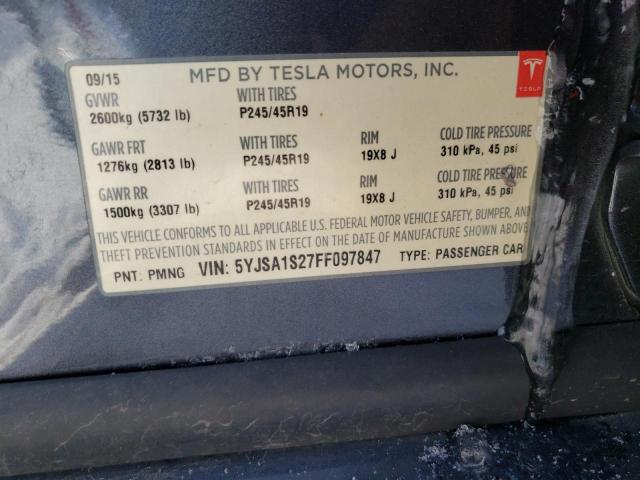 09/15 MFD BY TESLA MOTORS, INC.
TESLA
GVWR WITH TIRES
2600kg (5732 lb) P245/45R19
GAWR FRT WITH TIRES RIM COLD TIRE PRESSURE
1276kg (2813 lb) P245/45R19 19X8 J 310 kPa, 45 psi
GAWR RR WITH TIRES RIM COLD TIRE PRESSURE
1500kg (3307 lb) P245/45R19 19X8 J 310 kPa, 45 psi
THIS VEHICLE CONFORMS TO ALL APPLICABLE U.S. FEDERAL MOTOR VEHICLE SAFETY, BUMPER, AND
THEFT PREVENTION STANDARDS IN EFFECT ON THE DATE OF MANUFACTURE SHOWN ABOVE.
PNT: PMNG VIN: 5YJSA1S27FF097847 TYPE: PASSENGER CAR